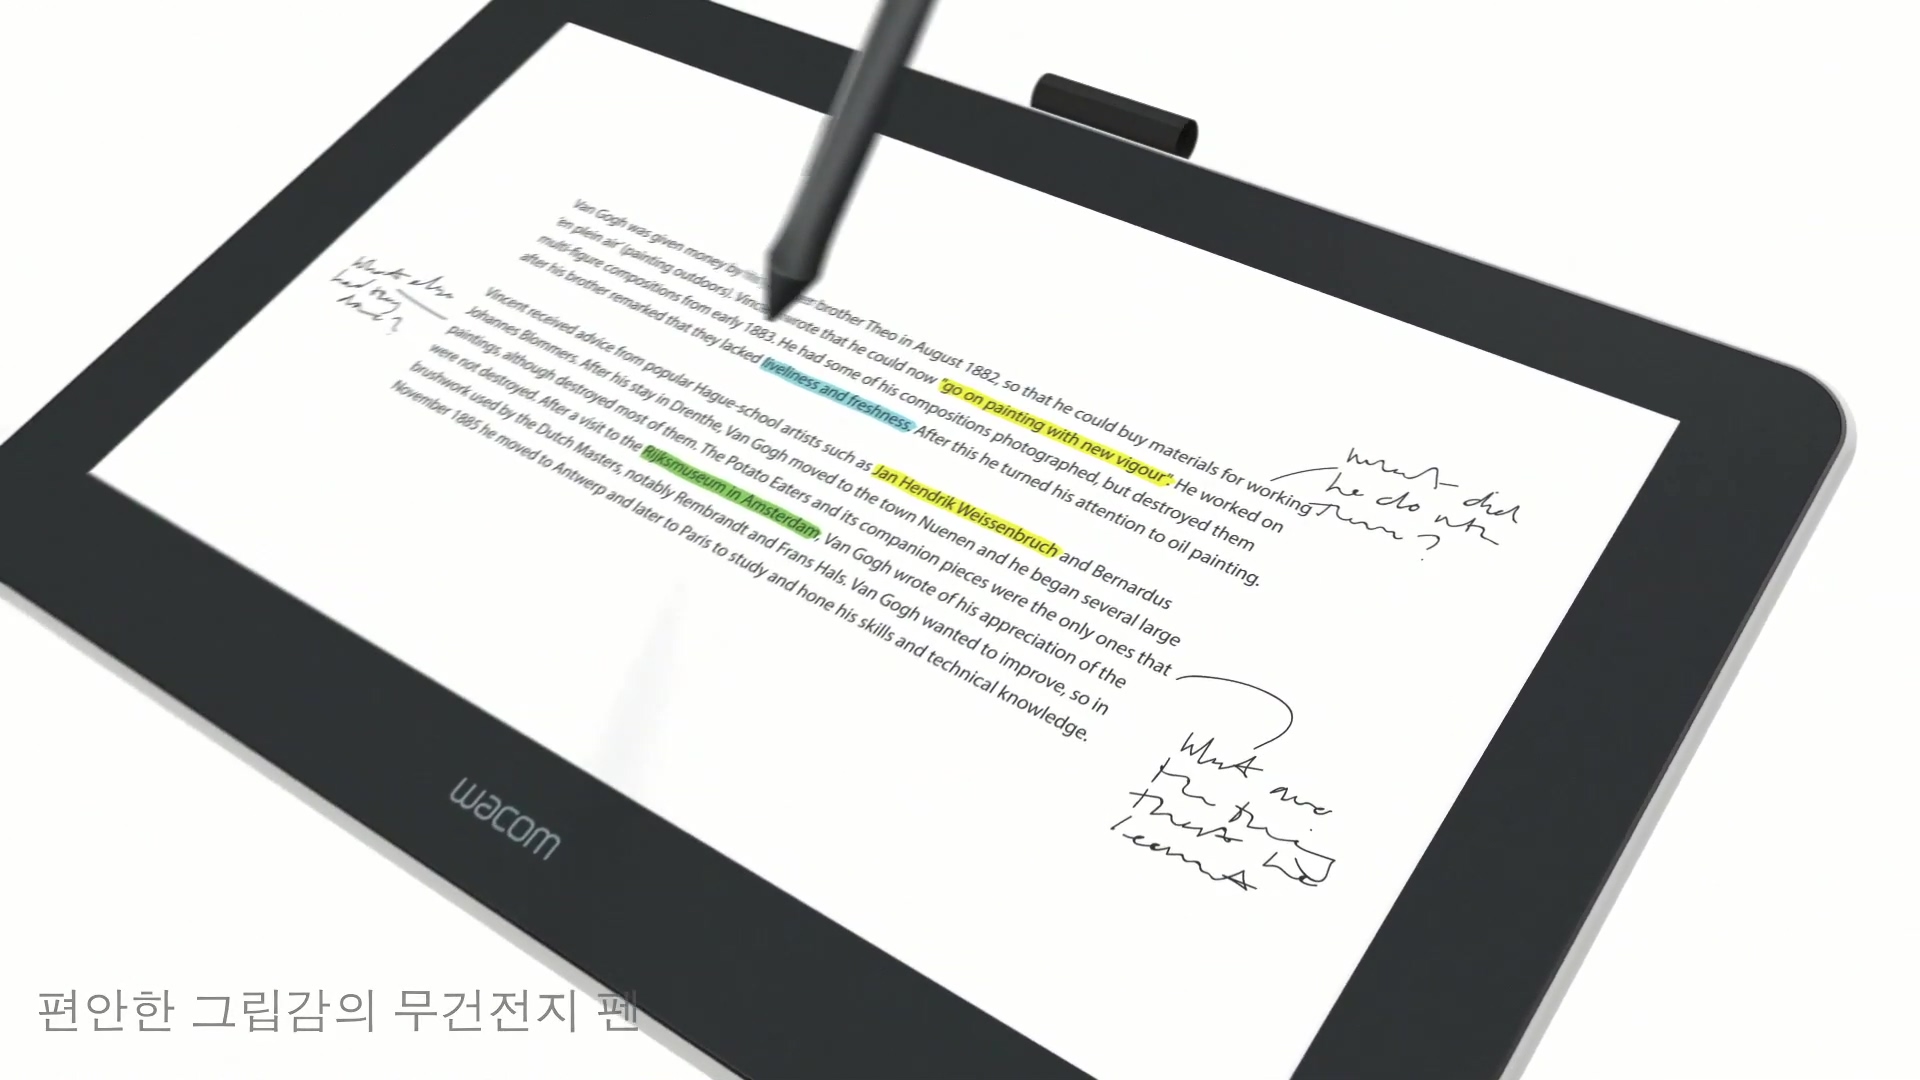 Van Gogh was given money by brother Theo in August 1882, so that he could buy materials for working
'en plein air' (painting outdoors). Vincent wrote that he could now "go on painting with new vigour". He worked on
multi-figure compositions from early 1883. He had some of his compositions photographed, but destroyed them
after his brother remarked that they lacked liveliness and freshness. After this he turned his attention to oil painting.
Vincent received advice from popular Hague-school artists such as Jan Hendrik Weissenbruch and Bernardus
Johannes Blommers. After his stay in Drenthe, Van Gogh moved to the town Nuenen and he began several large
paintings, although destroyed most of them. The Potato Eaters and its companion pieces were the only ones that
were not destroyed. After a visit to the Rijksmuseum in Amsterdam, Van Gogh wrote of his appreciation of the
brushwork used by the Dutch Masters, notably Rembrandt and Frans Hals. Van Gogh wanted to improve, so in
November 1885 he moved to Antwerp and later to Paris to study and hone his skills and technical knowledge.
what else
had they
done?
what did
he do with
them?
What are
the
that he
learnt
wacom
편안한 그립감의 무건전지 펜